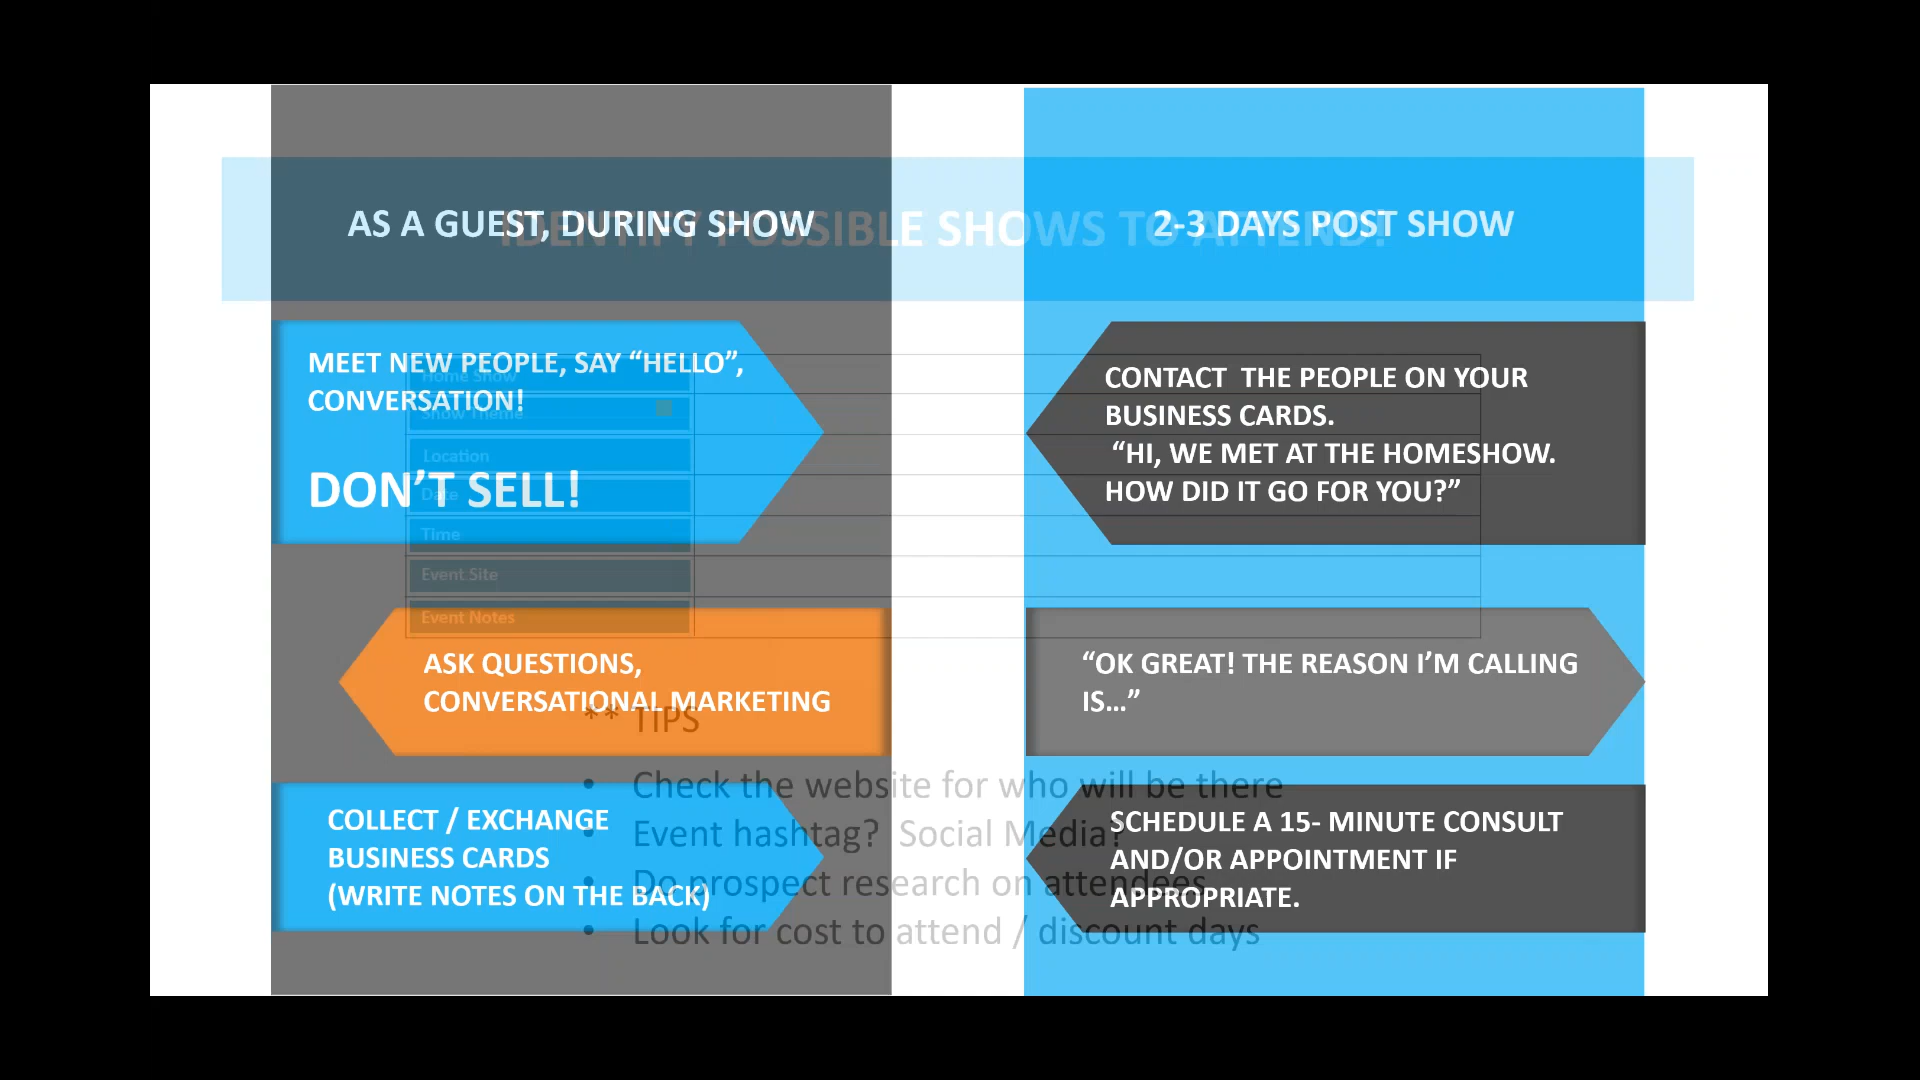 AS A GUEST, DURING SHOW
MEET NEW PEOPLE, SAY “HELLO”,
CONVERSATION!
DON’T SELL!
ASK QUESTIONS,
CONVERSATIONAL MARKETING
COLLECT / EXCHANGE
BUSINESS CARDS
(WRITE NOTES ON THE BACK)
2-3 DAYS POST SHOW
CONTACT THE PEOPLE ON YOUR
BUSINESS CARDS.
“HI, WE MET AT THE HOMESHOW.
HOW DID IT GO FOR YOU?”
“OK GREAT! THE REASON I’M CALLING
IS…”
SCHEDULE A 15- MINUTE CONSULT
AND/OR APPOINTMENT IF
APPROPRIATE.
IDENTIFY POSSIBLE SHOWS TO ATTEND!
Home Show
Show Theme
Location
Date
Time
Event Site
Event Notes
** TIPS
• Check the website for who will be there
• Event hashtag? Social Media?
• Do prospect research on attendees
• Look for cost to attend / discount days